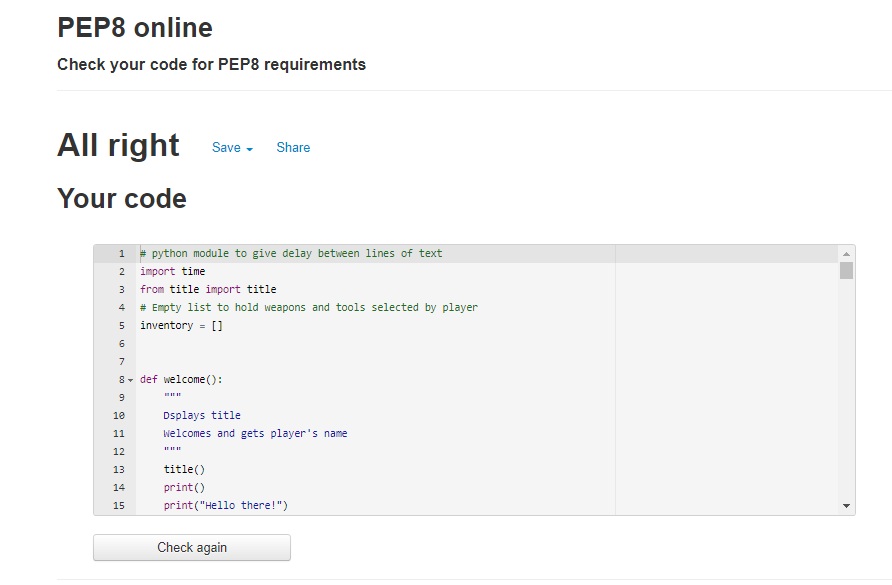 PEP8 online
Check your code for PEP8 requirements
All right Save Share
Your code
1 # python module to give delay between lines of text
2 import time
3 from title import title
4 # Empty list to hold weapons and tools selected by player
5 inventory = []
6
7
8 def welcome():
9 """
10 Dsplays title
11 Welcomes and gets player's name
12 """
13 title()
14 print()
15 print("Hello there!")
Check again